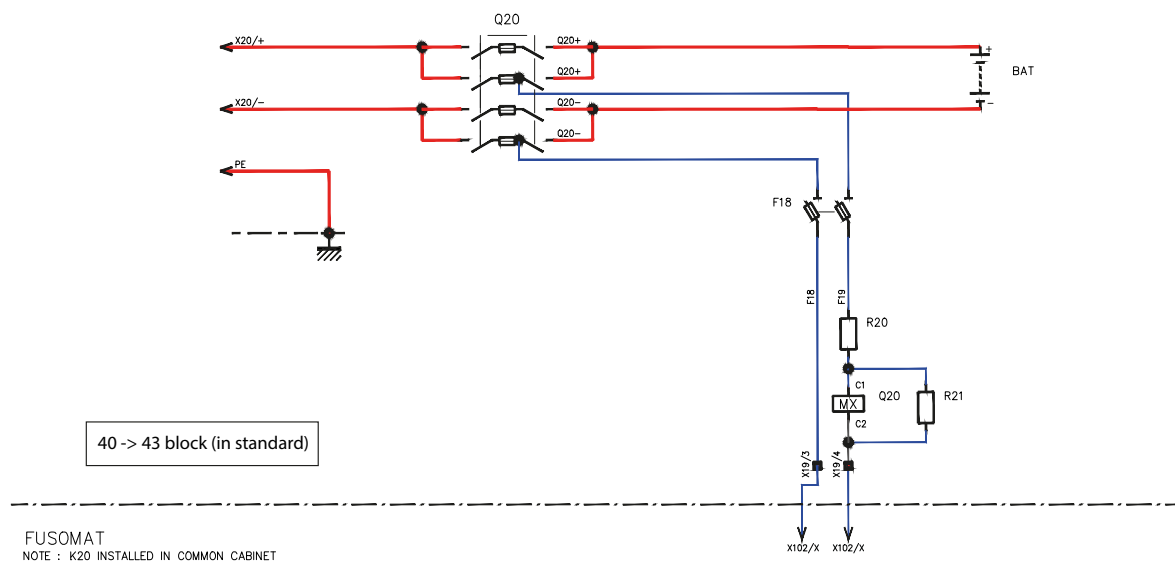 Q20
X20/+
Q20+
Q20+
+
BAT
X20/-
Q20-
-
Q20-
PE
F18
F18
F19
R20
C1
MX
Q20
R21
C2
40 -> 43 block (in standard)
X19/3
X19/4
FUSOMAT
NOTE : K20 INSTALLED IN COMMON CABINET
X102/X
X102/X